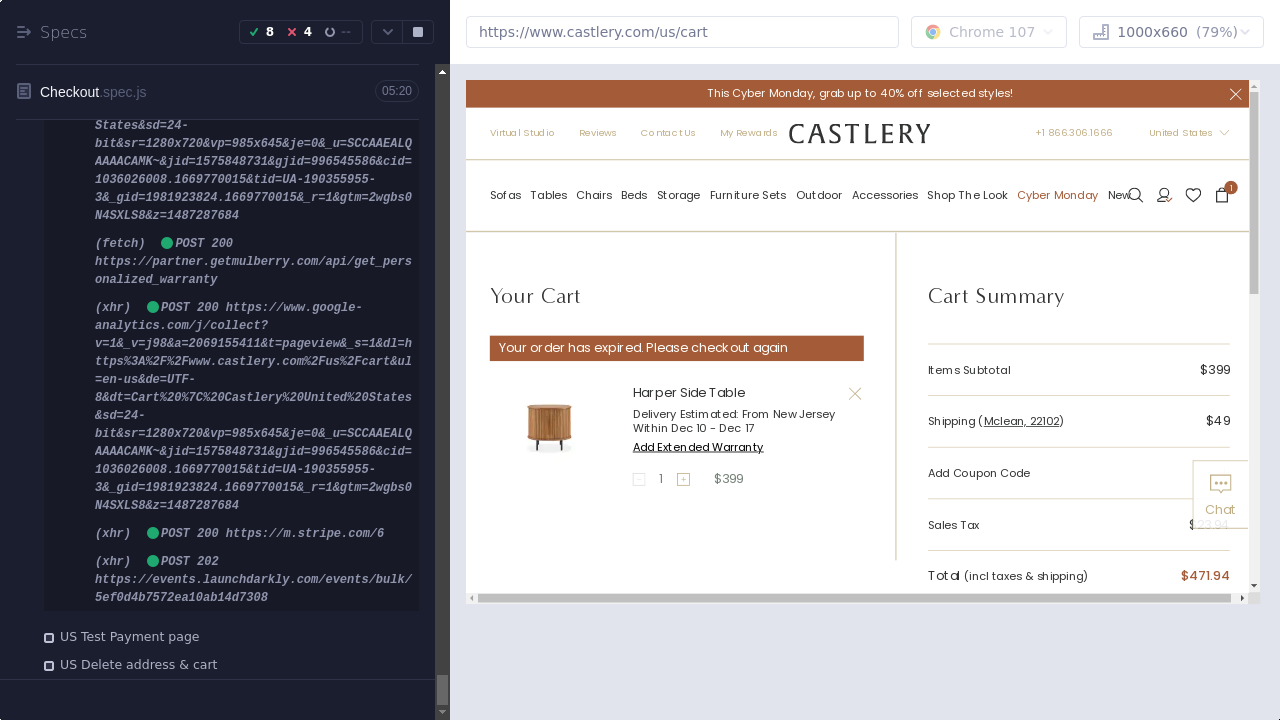 Specs
8
4
--
Checkout.spec.js
05:20
States&sd=24-
bit&sr=1280x720&vp=985x645&je=0&_u=SCCAAEALQ
AAAACAMK~&jid=1575848731&gjid=996545586&cid=
1036026008.1669770015&tid=UA-190355955-
3&_gid=1981923824.1669770015&_r=1&gtm=2wgbs0
N4SXLS8&z=1487287684
(fetch) POST 200
https://partner.getmulberry.com/api/get_pers
onalized_warranty
(xhr) POST 200 https://www.google-
analytics.com/j/collect?
v=1&_v=j98&a=2069155411&t=pageview&_s=1&dl=h
ttps%3A%2F%2Fwww.castlery.com%2Fus%2Fcart&ul
=en-us&de=UTF-
8&dt=Cart%20%7C%20Castlery%20United%20States
&sd=24-
bit&sr=1280x720&vp=985x645&je=0&_u=SCCAAEALQ
AAAACAMK~&jid=1575848731&gjid=996545586&cid=
1036026008.1669770015&tid=UA-190355955-
3&_gid=1981923824.1669770015&_r=1&gtm=2wgbs0
N4SXLS8&z=1487287684
(xhr) POST 200 https://m.stripe.com/6
(xhr) POST 202
https://events.launchdarkly.com/events/bulk/
5ef0d4b7572ea10ab14d7308
US Test Payment page
US Delete address & cart
https://www.castlery.com/us/cart
Chrome 107
1000x660 (79%)
This Cyber Monday, grab up to 40% off selected styles!
Virtual Studio Reviews Contact Us My Rewards
CASTLERY
+1 866.306.1666 United States
Sofas Tables Chairs Beds Storage Furniture Sets Outdoor Accessories Shop The Look Cyber Monday New
1
Your Cart
Your order has expired. Please checkout again
Harper Side Table
Delivery Estimated: From New Jersey
Within Dec 10 - Dec 17
Add Extended Warranty
- 1 + $399
Cart Summary
Items Subtotal $399
Shipping (Mclean, 22102) $49
Add Coupon Code
Chat
Sales Tax $23.94
Total (incl taxes & shipping) $471.94